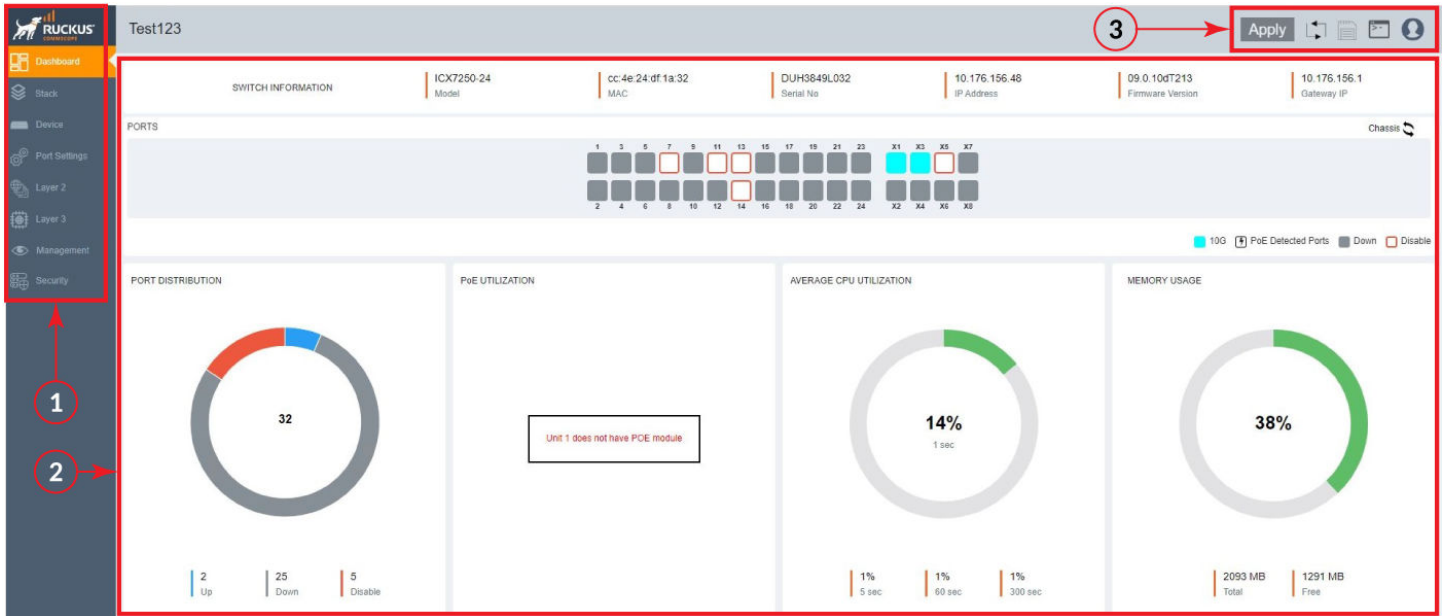 RUCKUS
COMMSCOPE
Test123
3
Apply
Dashboard
Stack
Device
Port Settings
Layer 2
Layer 3
Management
Security
1
2
SWITCH INFORMATION
ICX7250-24
Model
cc:4e:24:df:1a:32
MAC
DUH3849L032
Serial No
10.176.156.48
IP Address
09.0.10dT213
Firmware Version
10.176.156.1
Gateway IP
PORTS
Chassis
1 3 5 7 9 11 13 15 17 19 21 23 X1 X3 X5 X7
2 4 6 8 10 12 14 16 18 20 22 24 X2 X4 X6 X8
10G PoE Detected Ports Down Disable
PORT DISTRIBUTION
32
2
Up
25
Down
5
Disable
PoE UTILIZATION
Unit 1 does not have POE module
AVERAGE CPU UTILIZATION
14%
1 sec
1%
5 sec
1%
60 sec
1%
300 sec
MEMORY USAGE
38%
2093 MB
Total
1291 MB
Free